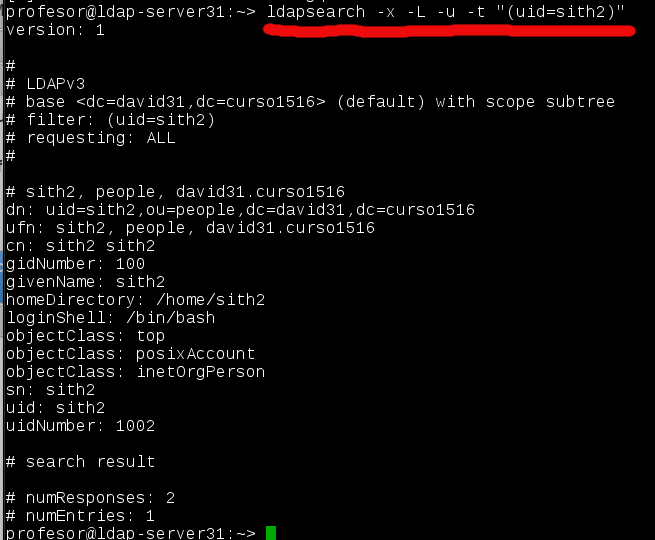 profesor@ldap-server31:~> ldapsearch -x -L -u -t "(uid=sith2)"
version: 1
#
# LDAPv3
# base <dc=david31,dc=curso1516> (default) with scope subtree
# filter: (uid=sith2)
# requesting: ALL
#
# sith2, people, david31.curso1516
dn: uid=sith2,ou=people,dc=david31,dc=curso1516
ufn: sith2, people, david31.curso1516
cn: sith2 sith2
gidNumber: 100
givenName: sith2
homeDirectory: /home/sith2
loginShell: /bin/bash
objectClass: top
objectClass: posixAccount
objectClass: inetOrgPerson
sn: sith2
uid: sith2
uidNumber: 1002
# search result
# numResponses: 2
# numEntries: 1
profesor@ldap-server31:~>